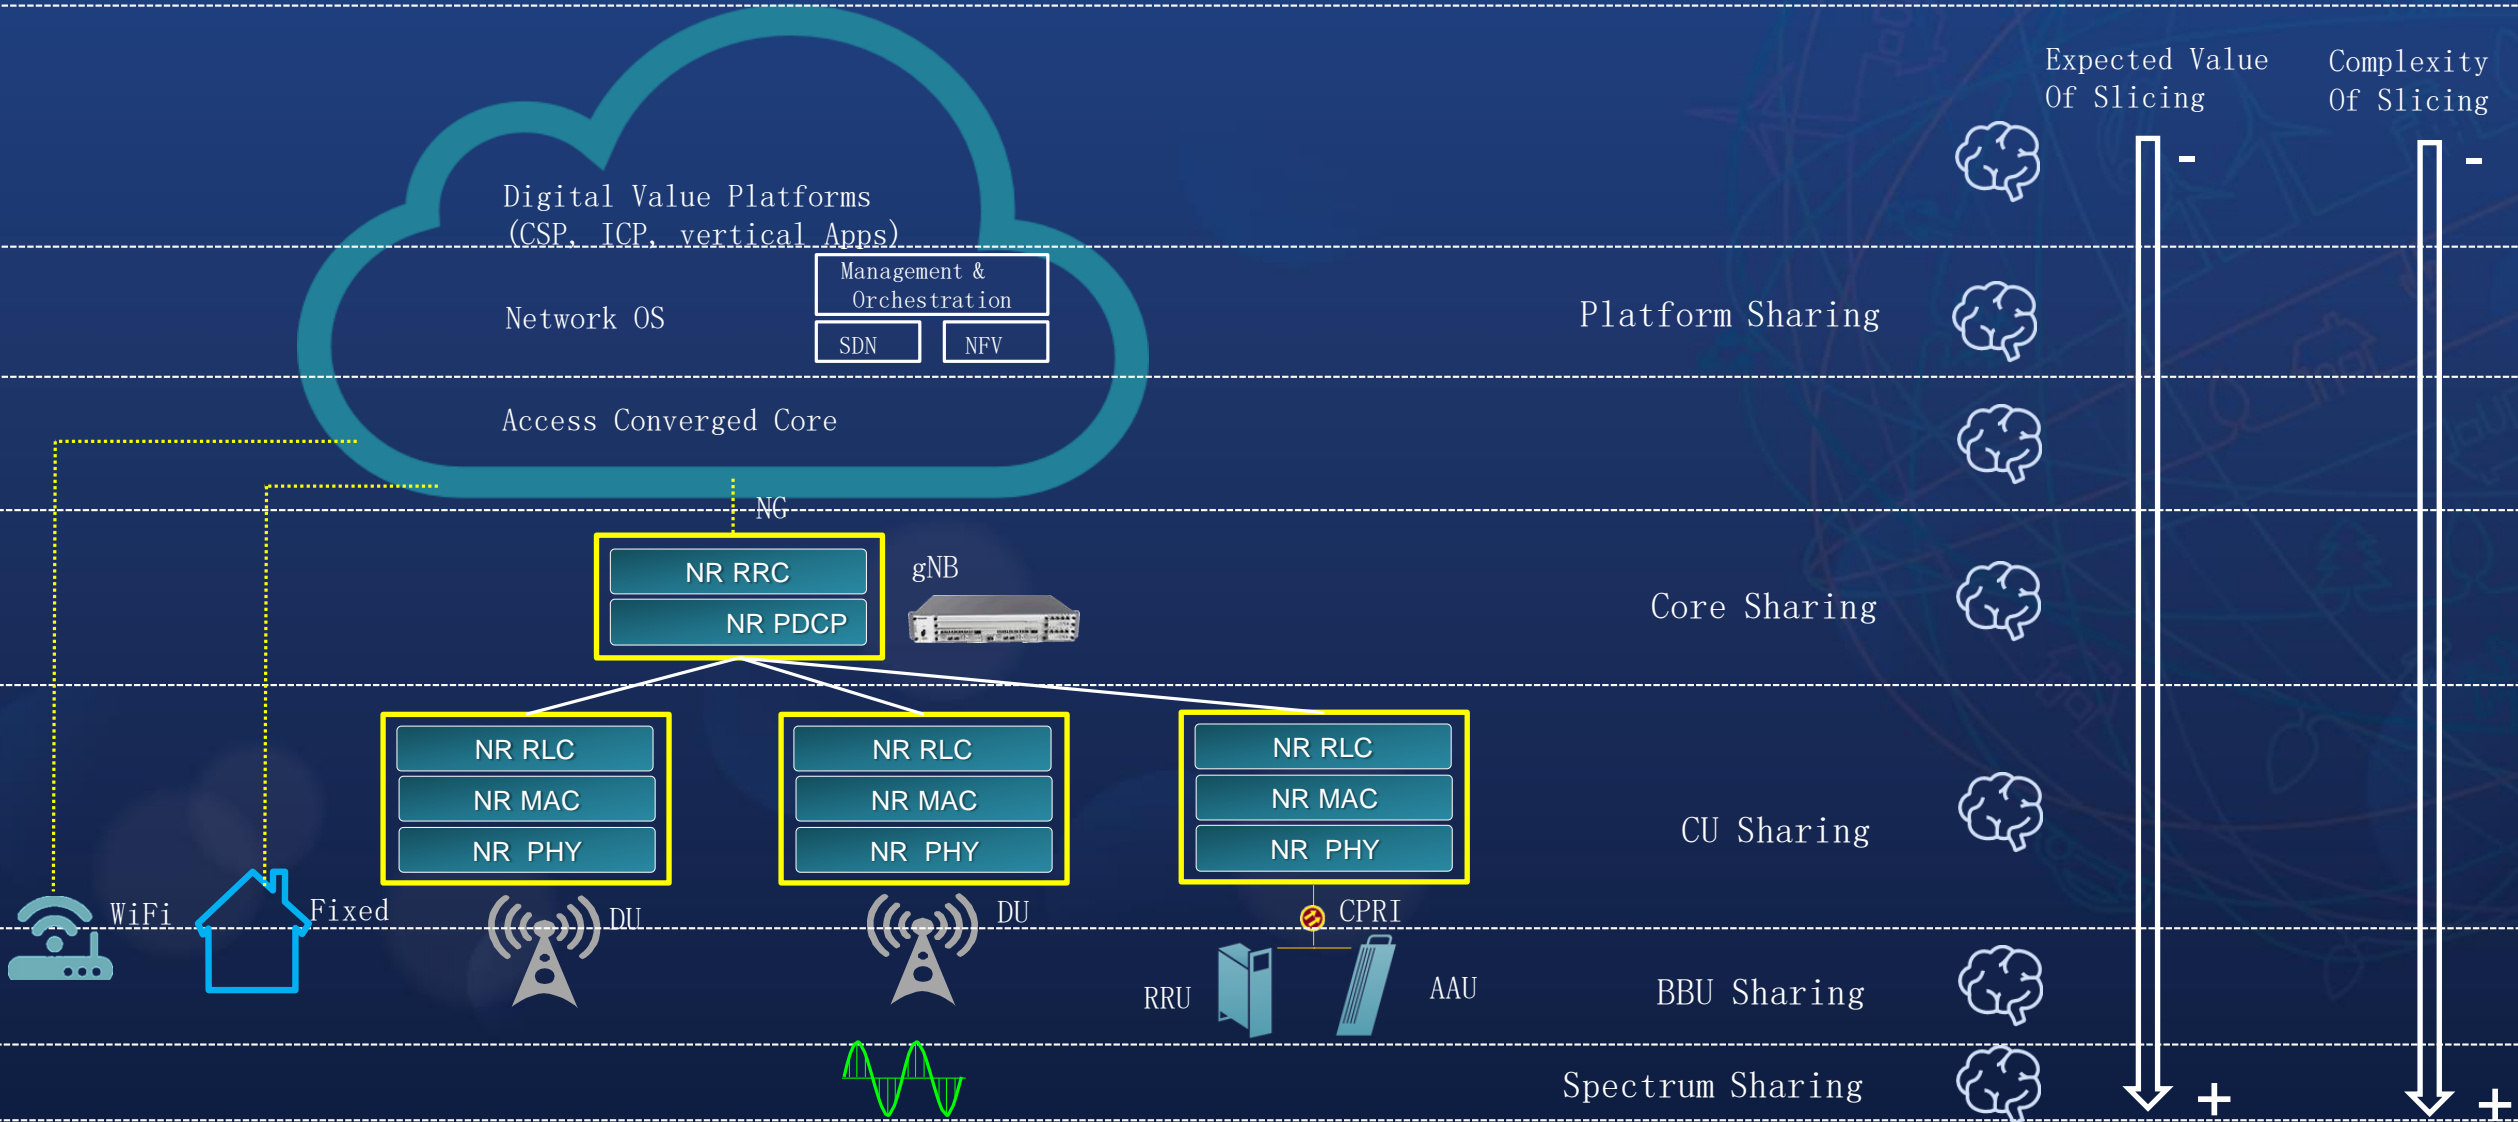 Expected Value
Of Slicing
Complexity
Of Slicing
-
-
Digital Value Platforms
(CSP, ICP, vertical Apps)
Management &
Orchestration
Network OS
SDN
NFV
Platform Sharing
Access Converged Core
NG
NR RRC
gNB
NR PDCP
Core Sharing
NR RLC
NR MAC
NR PHY
NR RLC
NR MAC
NR PHY
NR RLC
NR MAC
NR PHY
CU Sharing
WiFi
Fixed
DU
DU
CPRI
RRU
AAU
BBU Sharing
Spectrum Sharing
+
+